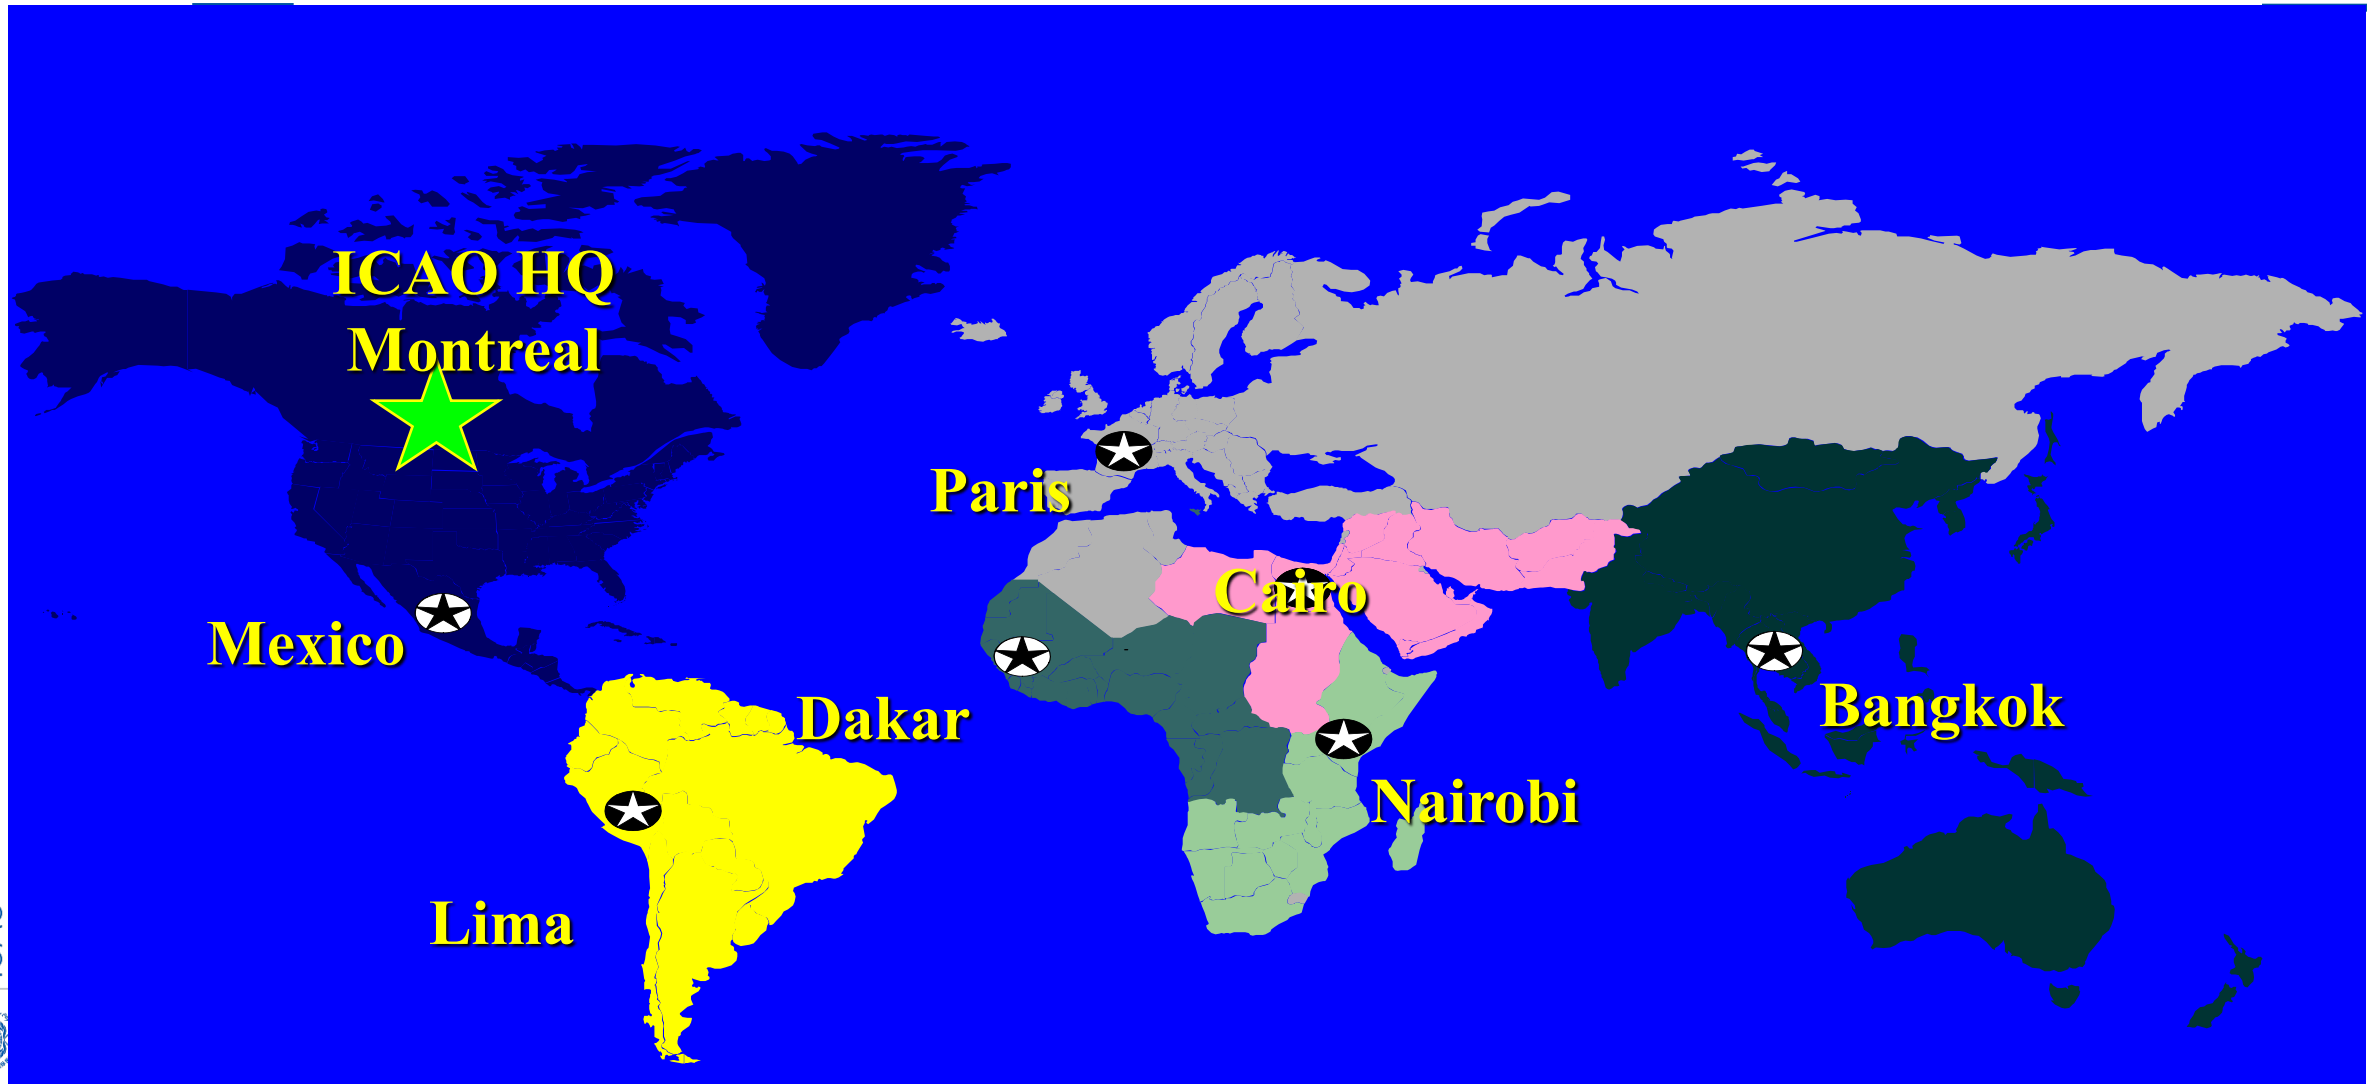 ICAO HQ
Montreal
Paris
Cairo
Mexico
Dakar
Bangkok
Nairobi
Lima